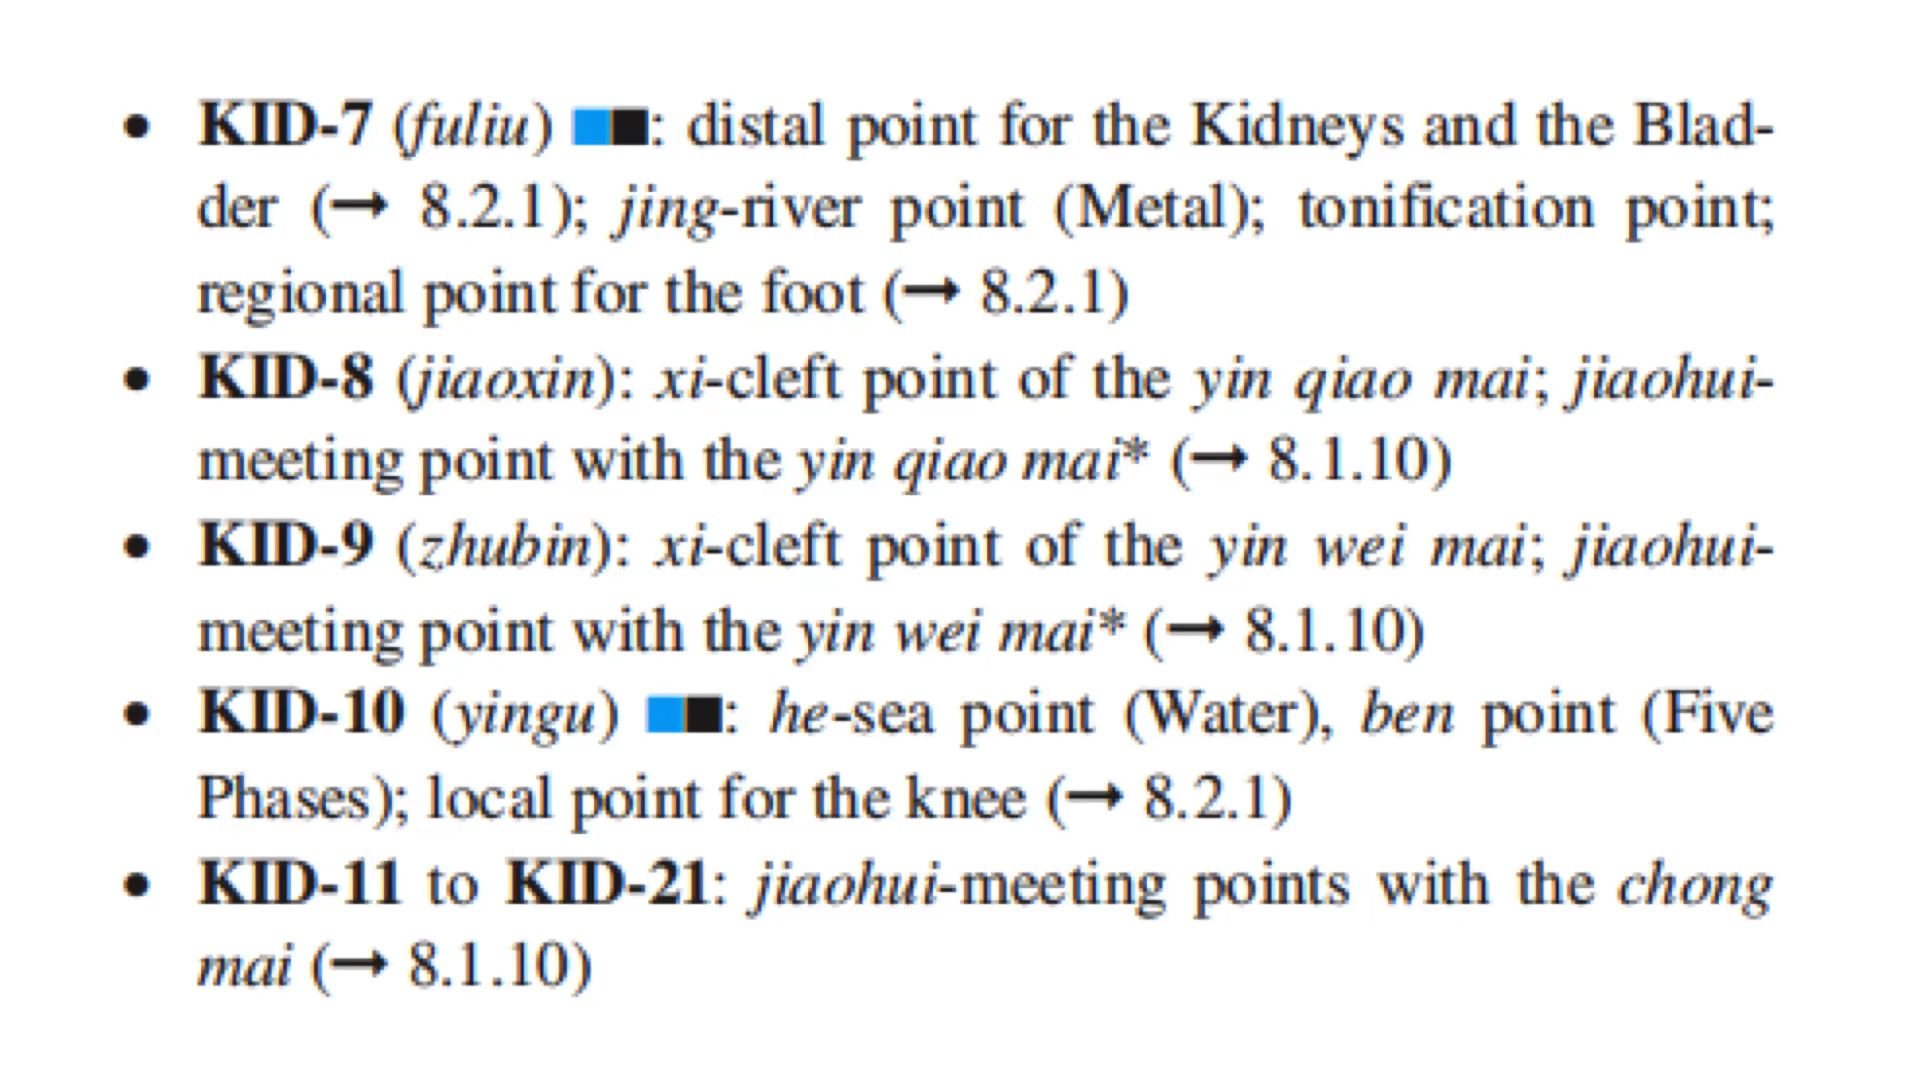 • KID-7 (fuliu) : distal point for the Kidneys and the Blad-
der (→ 8.2.1); jing-river point (Metal); tonification point;
regional point for the foot (→ 8.2.1)
• KID-8 (jiaoxin): xi-cleft point of the yin qiao mai; jiaohui-
meeting point with the yin qiao mai* (→ 8.1.10)
• KID-9 (zhubin): xi-cleft point of the yin wei mai; jiaohui-
meeting point with the yin wei mai* (→ 8.1.10)
• KID-10 (yingu) : he-sea point (Water), ben point (Five
Phases); local point for the knee (→ 8.2.1)
• KID-11 to KID-21: jiaohui-meeting points with the chong
mai (→ 8.1.10)